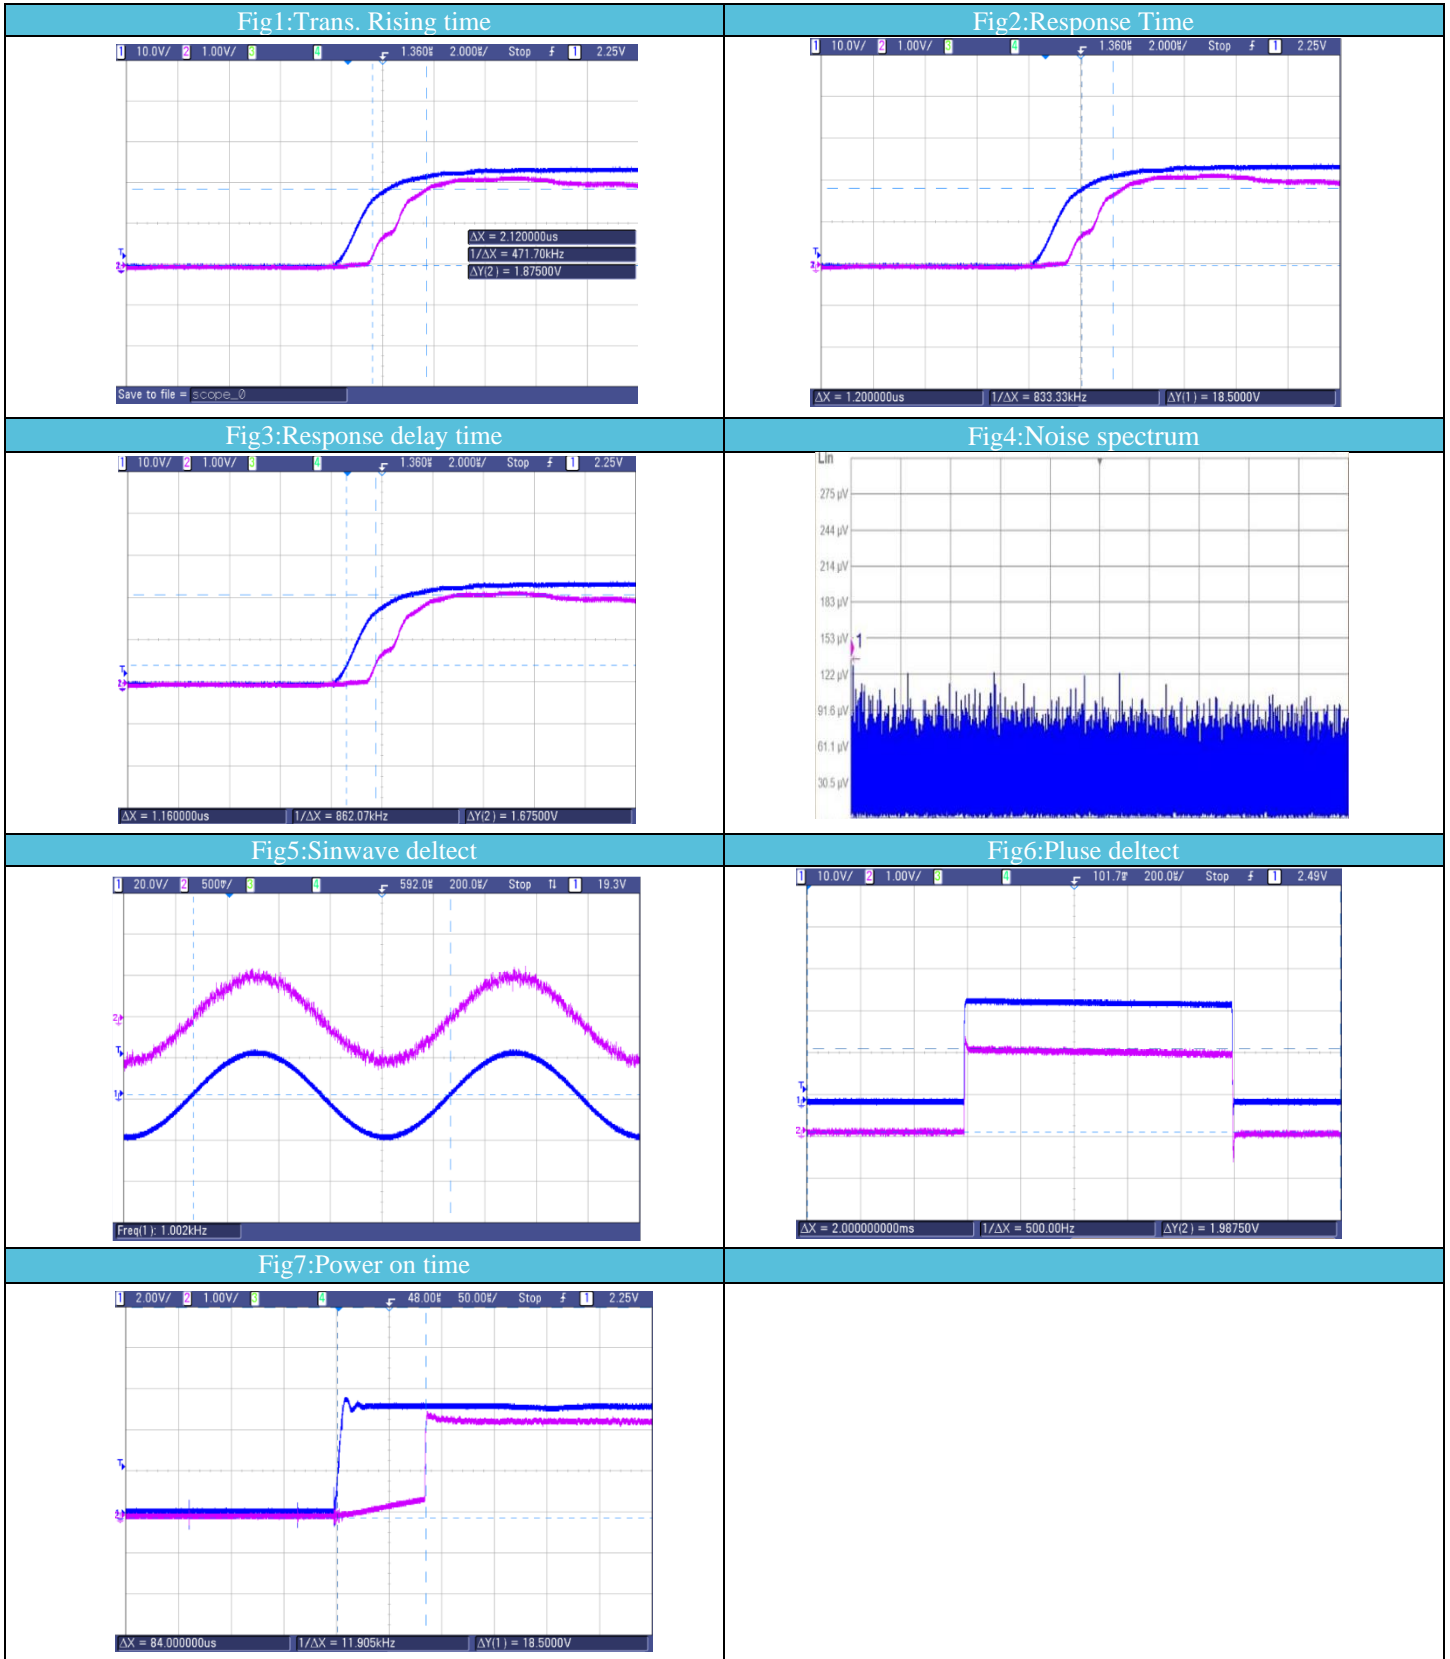 Fig1:Trans. Rising time
1 10.0V/ 2 1.00V/ 3 4 1.360 2.000 / Stop 1 2.25V
T
2
ΔX = 2.120000us
1/ΔX = 471.70kHz
ΔY(2) = 1.87500V
Save to file = scope_0
Fig2:Response Time
1 10.0V/ 2 1.00V/ 3 4 1.360 2.000 / Stop 1 2.25V
T
2
ΔX = 1.200000us 1/ΔX = 833.33kHz ΔY(1) = 18.5000V
Fig3:Response delay time
1 10.0V/ 2 1.00V/ 3 4 1.360 2.000 / Stop 1 2.25V
T
2
ΔX = 1.160000us 1/ΔX = 862.07kHz ΔY(2) = 1.67500V
Fig4:Noise spectrum
Lin
275 µV
244 µV
214 µV
183 µV
153 µV
1
122 µV
91.6 µV
61.1 µV
30.5 µV
Fig5:Sinwave deltect
1 20.0V/ 2 500 / 3 4 592.0 200.0 / Stop 1 19.3V
2
T
1
Freq(1): 1.002kHz
Fig6:Pluse deltect
1 10.0V/ 2 1.00V/ 3 4 101.7 200.0 / Stop 1 2.49V
T
1
2
ΔX = 2.000000000ms 1/ΔX = 500.00Hz ΔY(2) = 1.98750V
Fig7:Power on time
1 2.00V/ 2 1.00V/ 3 4 48.00 50.00 / Stop 1 2.25V
T
2
ΔX = 84.000000us 1/ΔX = 11.905kHz ΔY(1) = 18.5000V